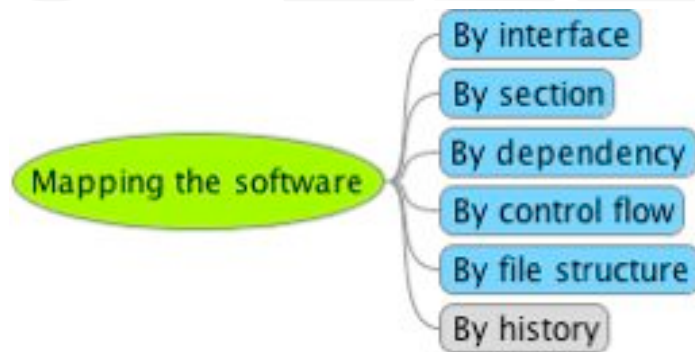 By interface
By section
By dependency
Mapping the software
By control flow
By file structure
By history